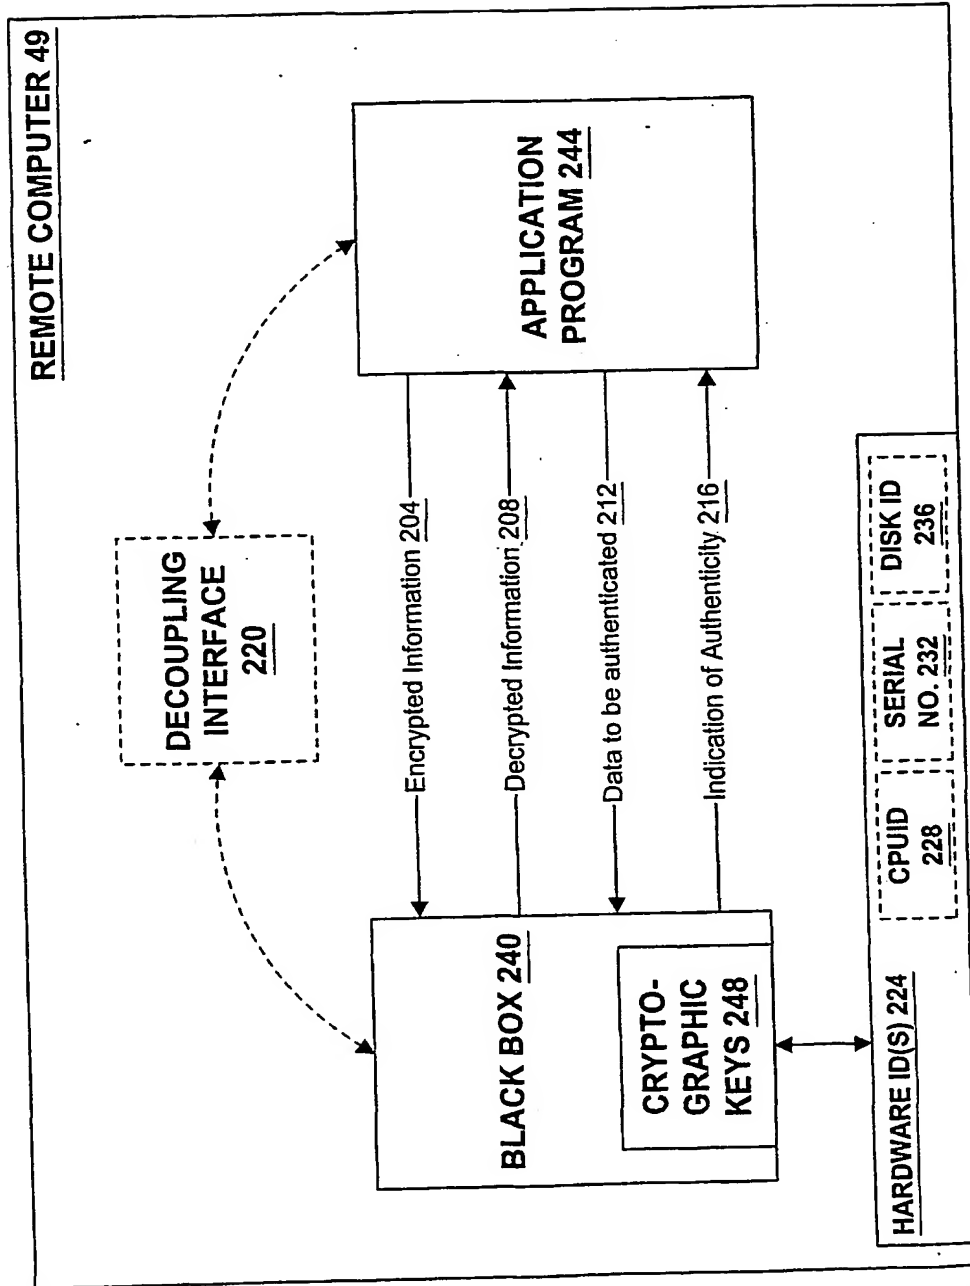 REMOTE COMPUTER 49
DECOUPLING
INTERFACE
220
BLACK BOX 240
CRYPTO-
GRAPHIC
KEYS 248
Encrypted Information 204
Decrypted Information 208
Data to be authenticated 212
Indication of Authenticity 216
APPLICATION
PROGRAM 244
HARDWARE ID(S) 224
CPUID
228
SERIAL
NO. 232
DISK ID
236